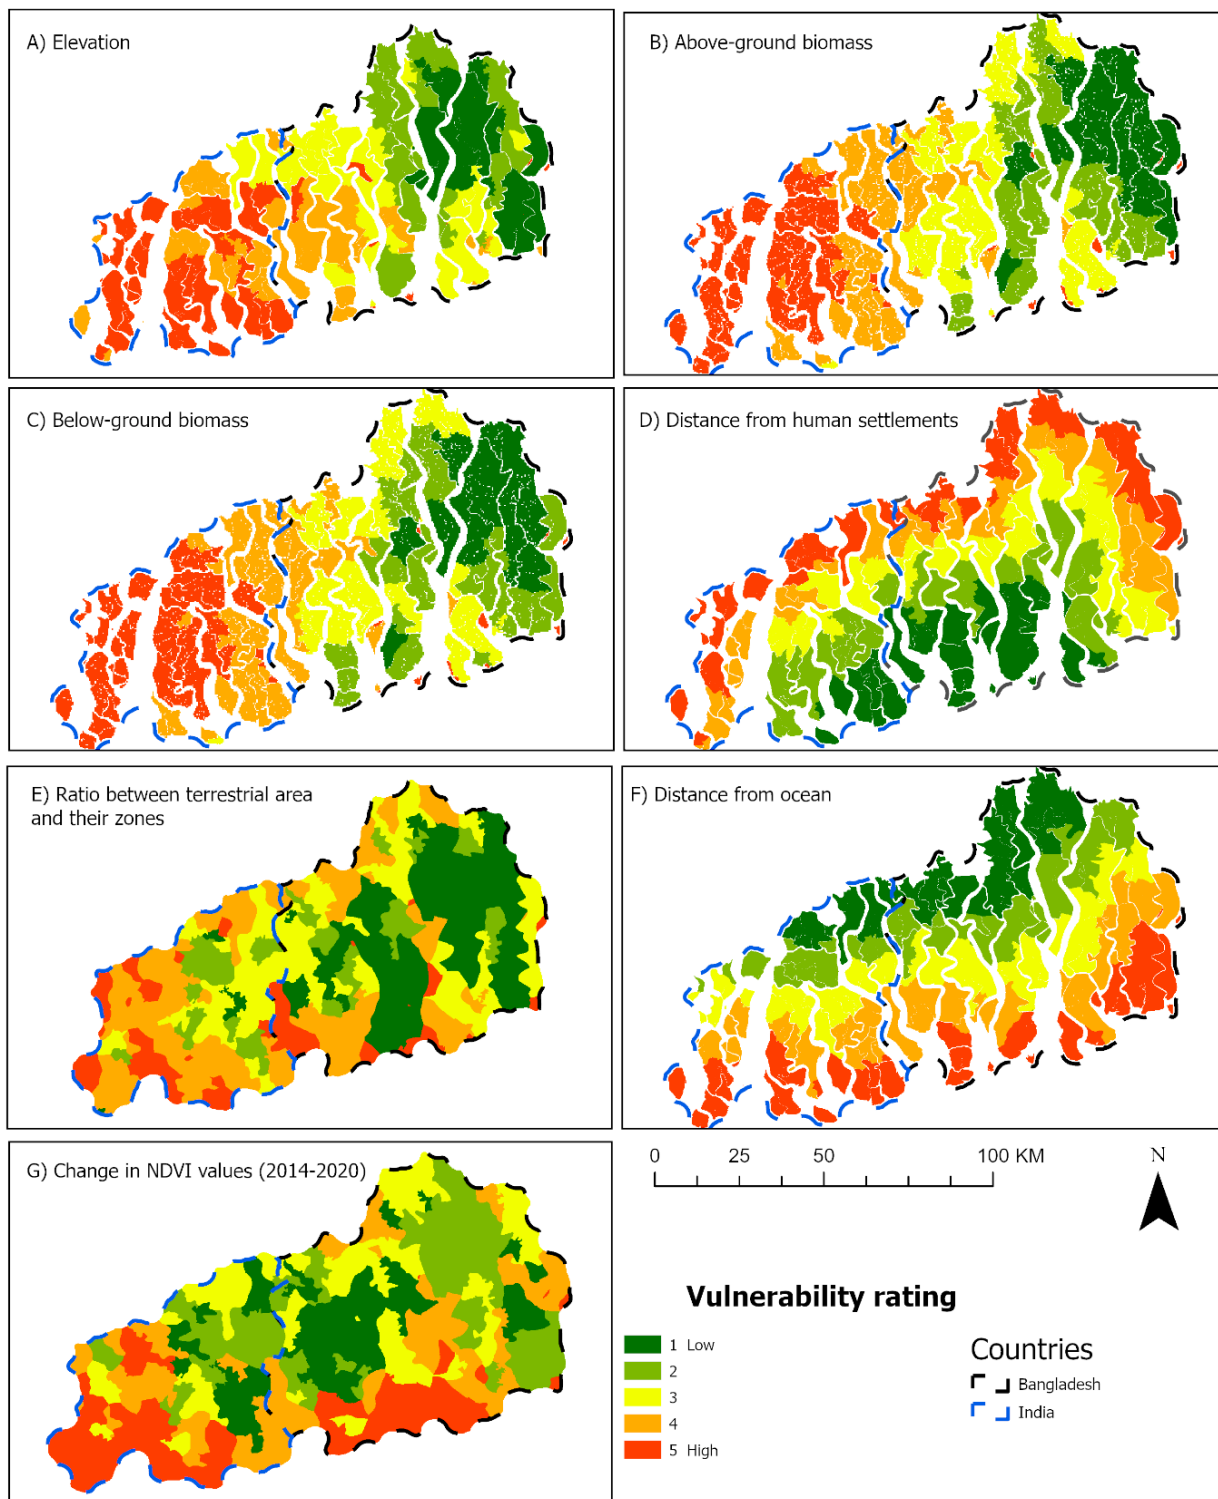 A) Elevation
B) Above-ground biomass
C) Below-ground biomass
D) Distance from human settlements
E) Ratio between terrestrial area
and their zones
F) Distance from ocean
G) Change in NDVI values (2014-2020)
0 25 50 100 KM
N
Vulnerability rating
1 Low
2
3
4
5 High
Countries
Bangladesh
India